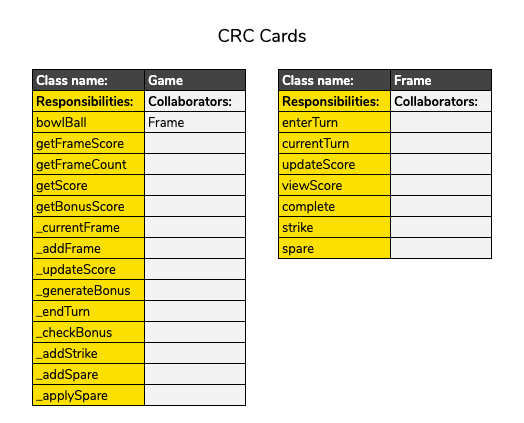 CRC Cards
Class name: Game
Responsibilities: Collaborators:
bowlBall Frame
getFrameScore
getFrameCount
getScore
getBonusScore
_currentFrame
_addFrame
_updateScore
_generateBonus
_endTurn
_checkBonus
_addStrike
_addSpare
_applySpare
Class name: Frame
Responsibilities: Collaborators:
enterTurn
currentTurn
updateScore
viewScore
complete
strike
spare